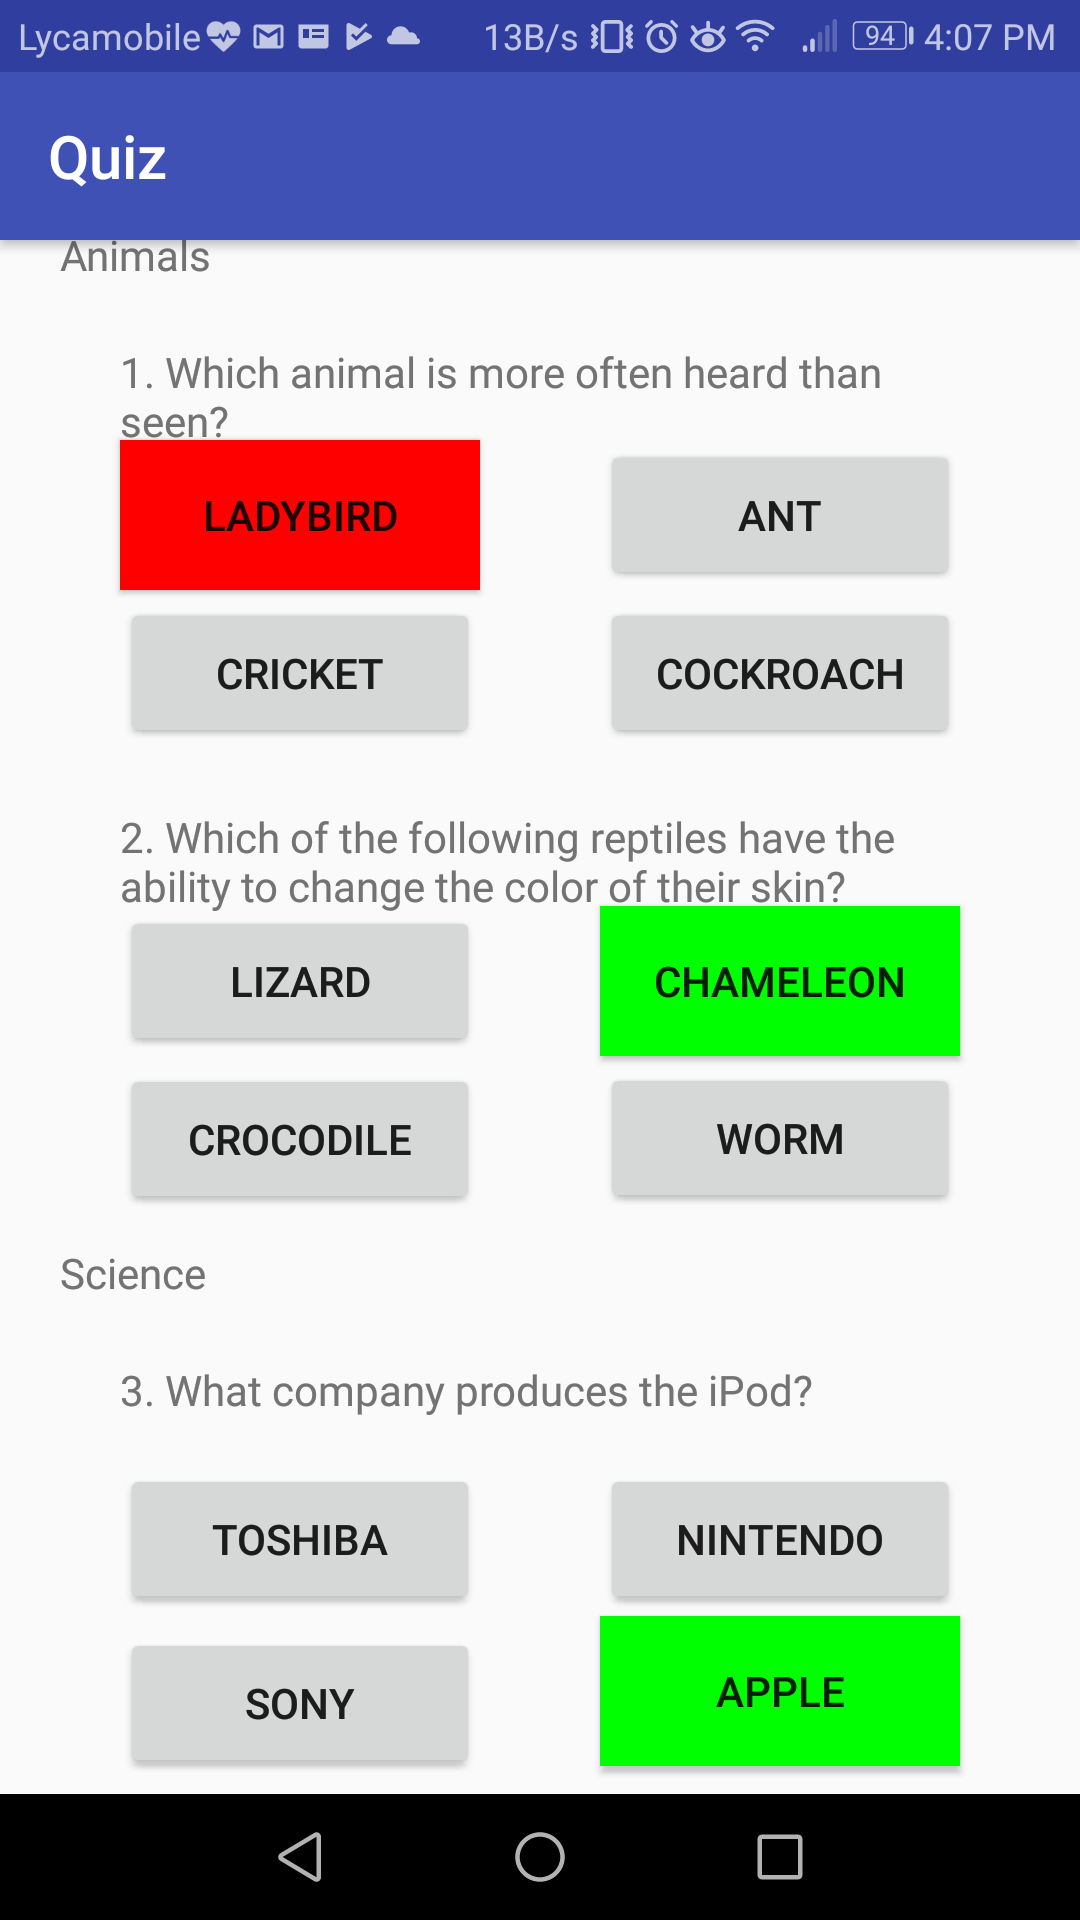 Lycamobile 13B/s 94 4:07 PM
Quiz
Animals
1. Which animal is more often heard than
seen?
LADYBIRD ANT
CRICKET COCKROACH
2. Which of the following reptiles have the
ability to change the color of their skin?
LIZARD CHAMELEON
CROCODILE WORM
Science
3. What company produces the iPod?
TOSHIBA NINTENDO
SONY APPLE